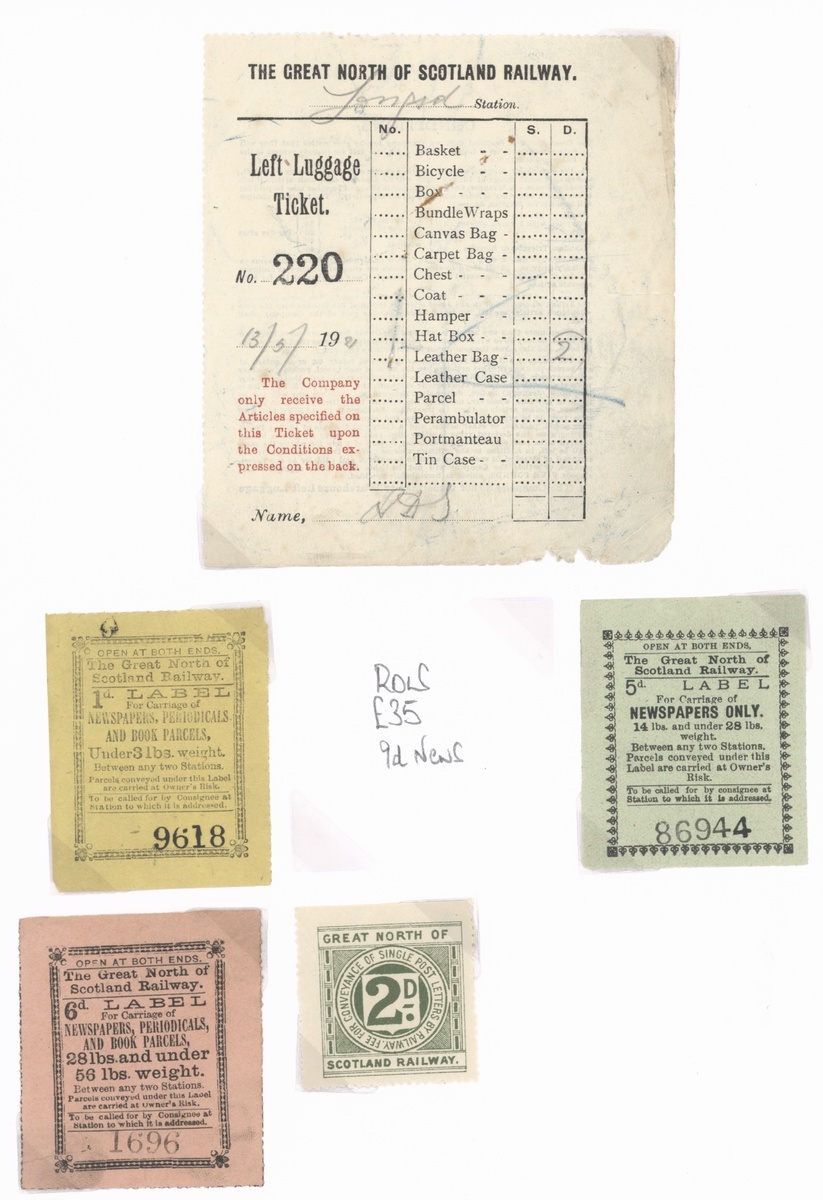 THE GREAT NORTH OF SCOTLAND RAILWAY.
Station.
No. S. D.
Left Luggage
Ticket.
No. 220
13/5/ 19
The Company
only receive the
Articles specified on
this Ticket upon
the Conditions ex-
pressed on the back.
Basket - -
Bicycle - -
Box - - -
Bundle Wraps
Canvas Bag -
Carpet Bag -
Chest - - -
Coat - - -
Hamper - -
Hat Box - -
Leather Bag - 2
Leather Case
Parcel - -
Perambulator
Portmanteau
Tin Case - -
Name,
OPEN AT BOTH ENDS.
The Great North of
Scotland Railway.
1d. LABEL
For Carriage of
NEWSPAPERS, PERIODICALS
AND BOOK PARCELS,
Under 3 lbs. weight.
Between any two Stations.
Parcels conveyed under this Label
are carried at Owner's Risk.
To be called for by Consignee at
Station to which it is addressed.
9618
£35
9d News
OPEN AT BOTH ENDS.
The Great North of
Scotland Railway.
5d. LABEL
For Carriage of
NEWSPAPERS ONLY.
14 lbs. and under 28 lbs.
weight.
Between any two Stations.
Parcels conveyed under this
Label are carried at Owner's
Risk.
To be called for by consignee at
Station to which it is addressed.
86944
OPEN AT BOTH ENDS.
The Great North of
Scotland Railway.
6d. LABEL
For Carriage of
NEWSPAPERS, PERIODICALS,
AND BOOK PARCELS,
28 lbs. and under
56 lbs. weight.
Between any two Stations.
Parcels conveyed under this Label
are carried at Owner's Risk.
To be called for by Consignee at
Station to which it is addressed.
1696
GREAT NORTH OF
FEE FOR CONVEYANCE OF SINGLE POST LETTERS BY RAILWAY.
2D.
SCOTLAND RAILWAY.